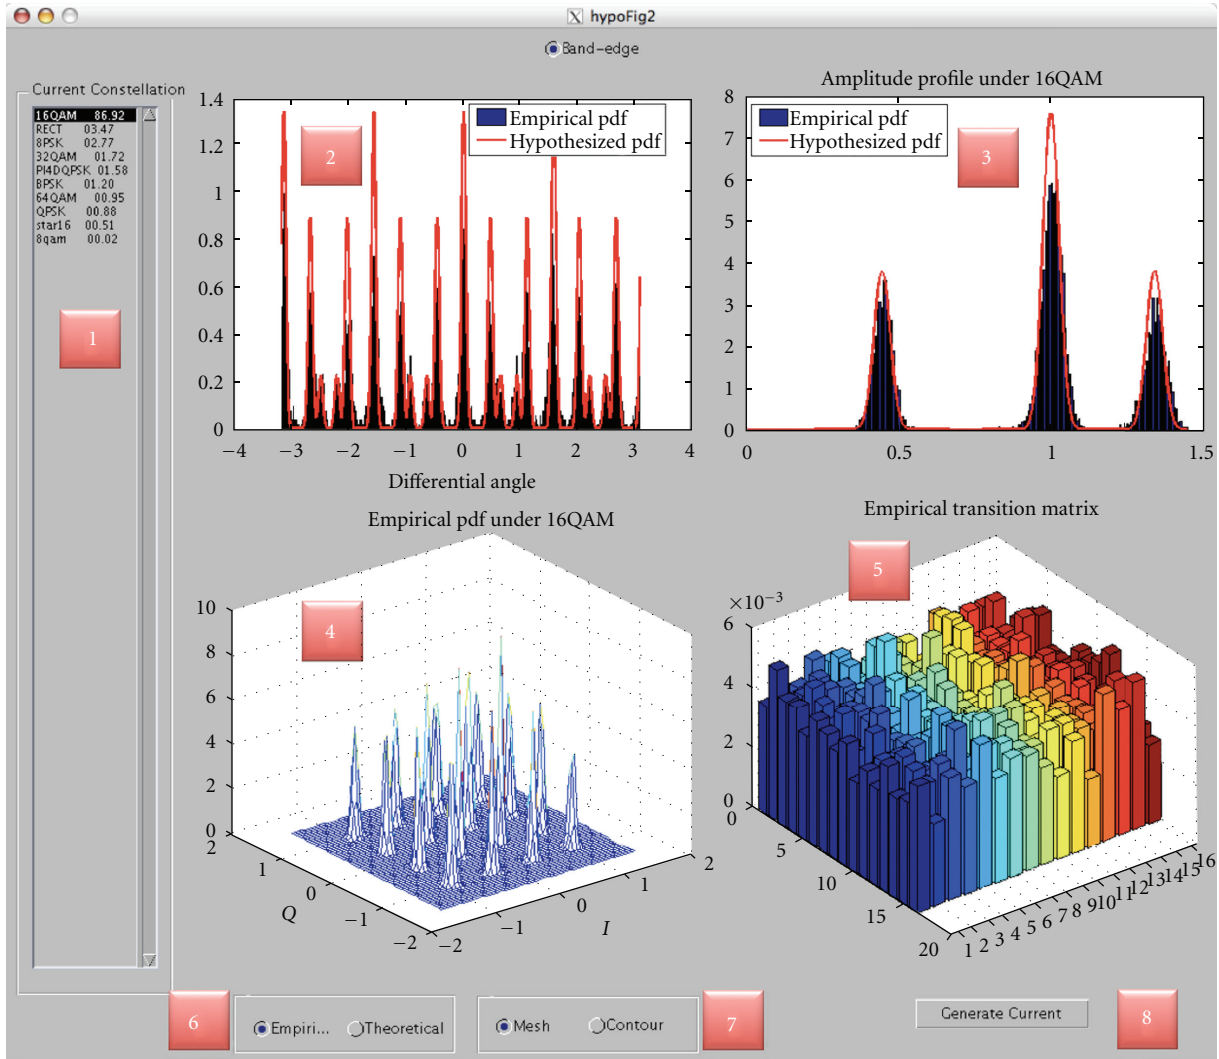 X hypoFig2
Band-edge
Current Constellation
16QAM 86.92
RECT 03.47
8PSK 02.77
32QAM 01.72
PI4DQPSK 01.58
BPSK 01.20
64QAM 00.95
QPSK 00.88
star16 00.51
8qam 00.02
1
1.4
1.2
1
0.8
0.6
0.4
0.2
0
−4 −3 −2 −1 0 1 2 3 4
Differential angle
Empirical pdf
Hypothesized pdf
2
Amplitude profile under 16QAM
8
7
6
5
4
3
2
1
0
0 0.5 1 1.5
Empirical pdf
Hypothesized pdf
3
Empirical pdf under 16QAM
4
10
8
6
4
2
0
2
1
0
−1
−2
Q
−2
−1
0
1
2
I
Empirical transition matrix
5
×10−3
6
4
2
0
0
5
10
15
20
1 2 3 4 5 6 7 8 9 10 11 12 13 14 15 16
6
Empiri... Theoretical
Mesh Contour
7
Generate Current
8